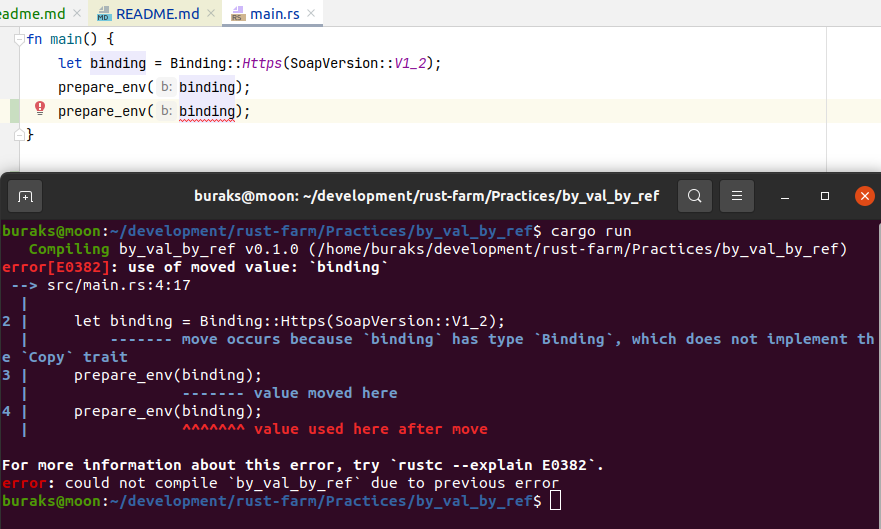 eadme.md × MD README.md × RS main.rs ×
fn main() {
    let binding = Binding::Https(SoapVersion::V1_2);
    prepare_env( b: binding);
    prepare_env( b: binding);
}
buraks@moon: ~/development/rust-farm/Practices/by_val_by_ref
buraks@moon:~/development/rust-farm/Practices/by_val_by_ref$ cargo run
   Compiling by_val_by_ref v0.1.0 (/home/buraks/development/rust-farm/Practices/by_val_by_ref)
error[E0382]: use of moved value: `binding`
 --> src/main.rs:4:17
  |
2 |     let binding = Binding::Https(SoapVersion::V1_2);
  |         ------- move occurs because `binding` has type `Binding`, which does not implement th
e `Copy` trait
3 |     prepare_env(binding);
  |                 ------- value moved here
4 |     prepare_env(binding);
  |                 ^^^^^^^ value used here after move

For more information about this error, try `rustc --explain E0382`.
error: could not compile `by_val_by_ref` due to previous error
buraks@moon:~/development/rust-farm/Practices/by_val_by_ref$